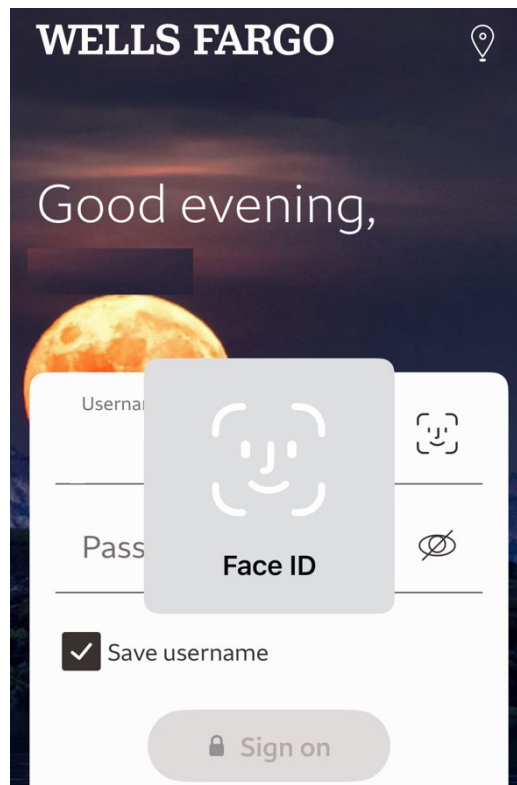 WELLS FARGO
Good evening,
Userna
Pass
Face ID
Save username
Sign on